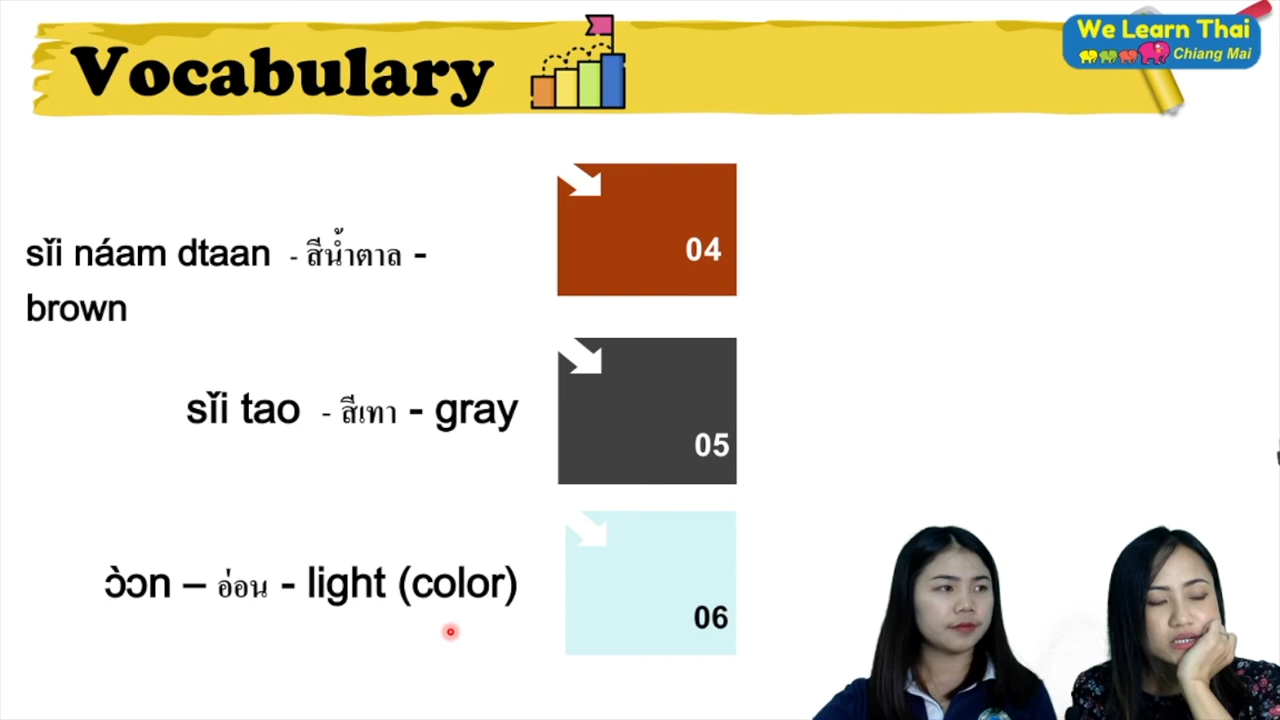 Vocabulary
We Learn Thai
Chiang Mai
sǐi náam dtaan - สีน้ำตาล -
brown
04
sǐi tao - สีเทา - gray
05
ɔ̀ɔn – อ่อน - light (color)
06